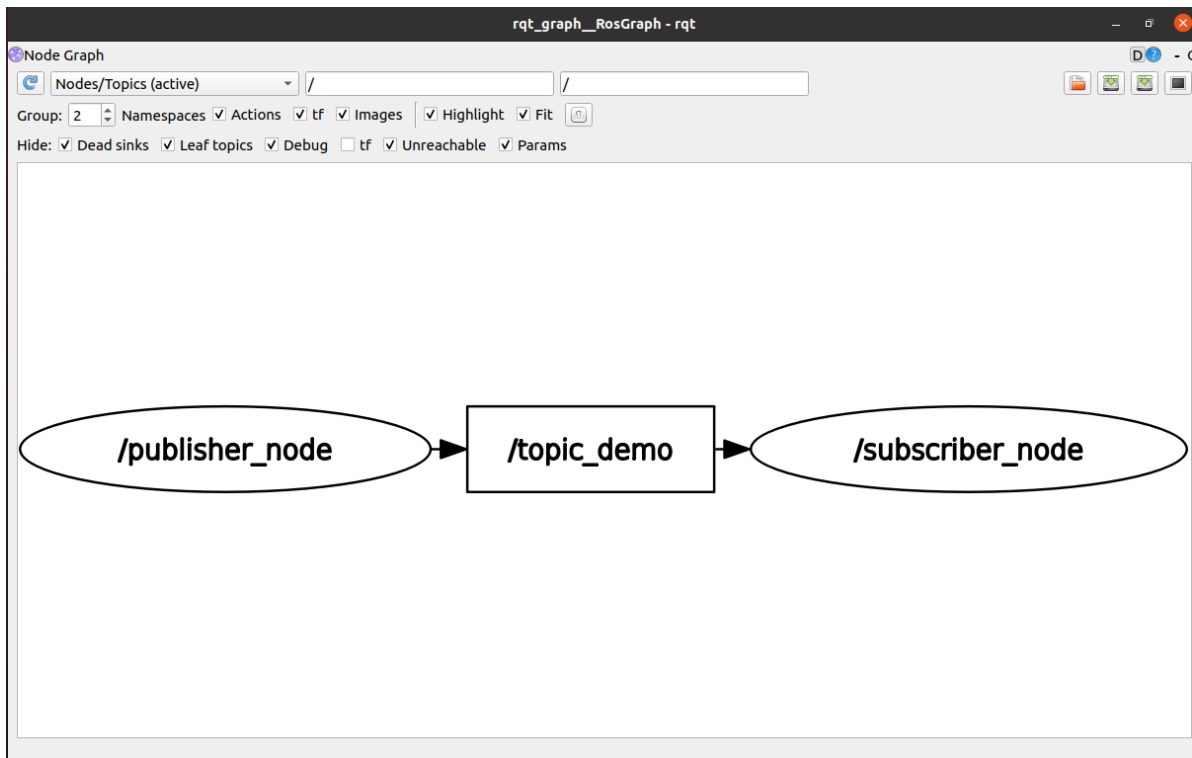 rqt_graph__RosGraph - rqt
Node Graph D ? - C
Nodes/Topics (active) / /
Group: 2 Namespaces Actions tf Images Highlight Fit
Hide: Dead sinks Leaf topics Debug tf Unreachable Params
/publisher_node /topic_demo /subscriber_node